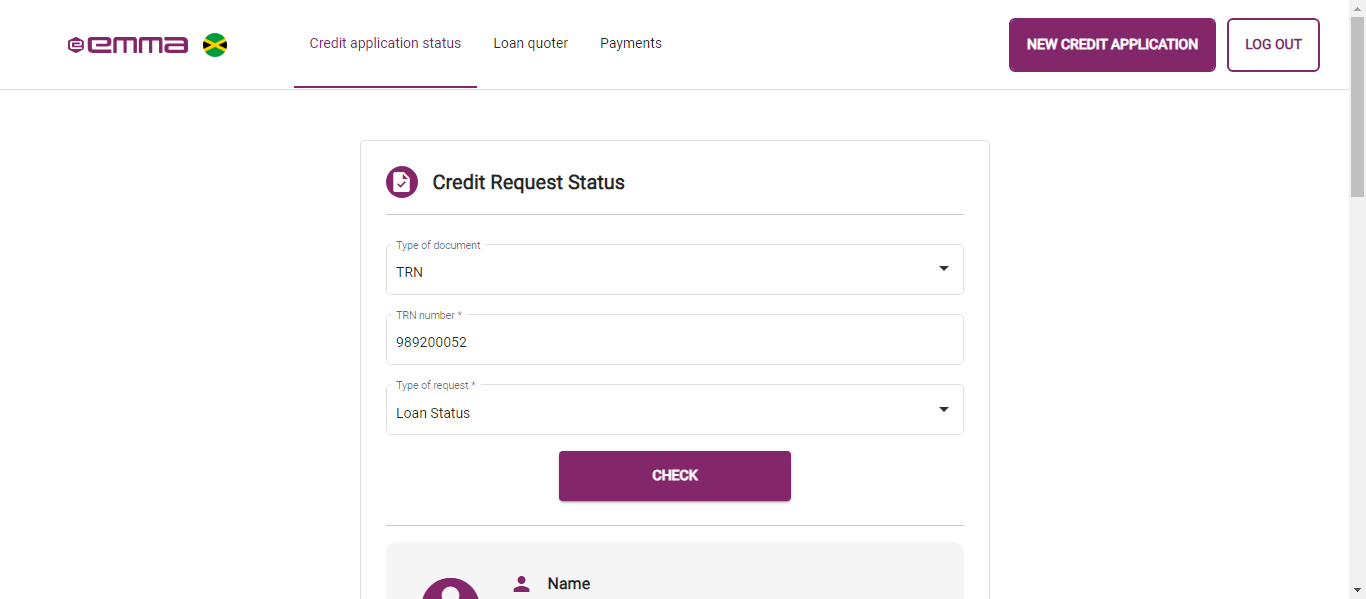 emma
Credit application status
Loan quoter
Payments
NEW CREDIT APPLICATION
LOG OUT
Credit Request Status
Type of document
TRN
TRN number *
989200052
Type of request *
Loan Status
CHECK
Name